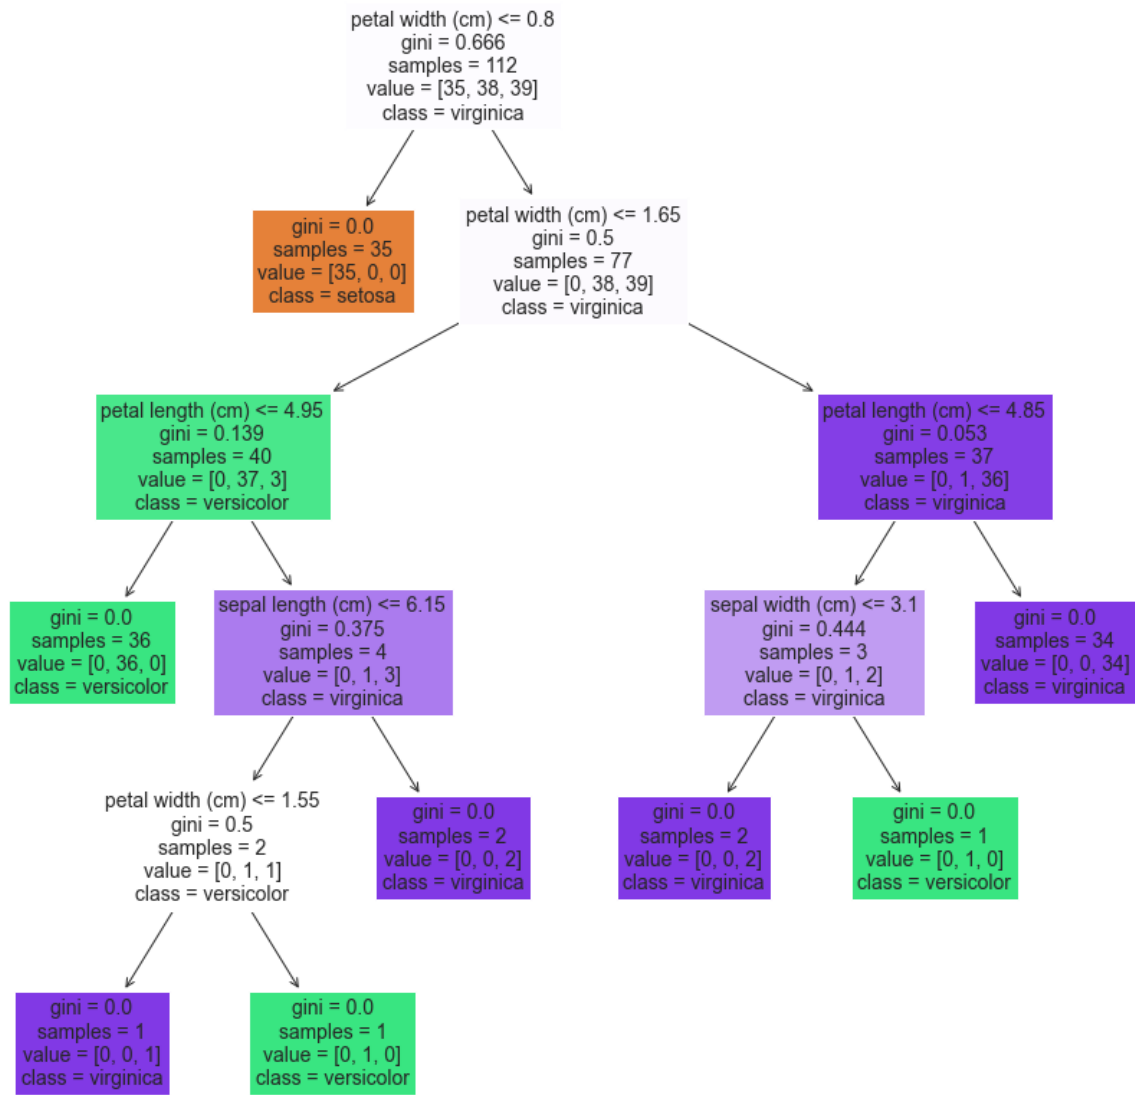 petal width (cm) <= 0.8
gini = 0.666
samples = 112
value = [35, 38, 39]
class = virginica
gini = 0.0
samples = 35
value = [35, 0, 0]
class = setosa
petal width (cm) <= 1.65
gini = 0.5
samples = 77
value = [0, 38, 39]
class = virginica
petal length (cm) <= 4.95
gini = 0.139
samples = 40
value = [0, 37, 3]
class = versicolor
petal length (cm) <= 4.85
gini = 0.053
samples = 37
value = [0, 1, 36]
class = virginica
gini = 0.0
samples = 36
value = [0, 36, 0]
class = versicolor
sepal length (cm) <= 6.15
gini = 0.375
samples = 4
value = [0, 1, 3]
class = virginica
sepal width (cm) <= 3.1
gini = 0.444
samples = 3
value = [0, 1, 2]
class = virginica
gini = 0.0
samples = 34
value = [0, 0, 34]
class = virginica
petal width (cm) <= 1.55
gini = 0.5
samples = 2
value = [0, 1, 1]
class = versicolor
gini = 0.0
samples = 2
value = [0, 0, 2]
class = virginica
gini = 0.0
samples = 2
value = [0, 0, 2]
class = virginica
gini = 0.0
samples = 1
value = [0, 1, 0]
class = versicolor
gini = 0.0
samples = 1
value = [0, 0, 1]
class = virginica
gini = 0.0
samples = 1
value = [0, 1, 0]
class = versicolor